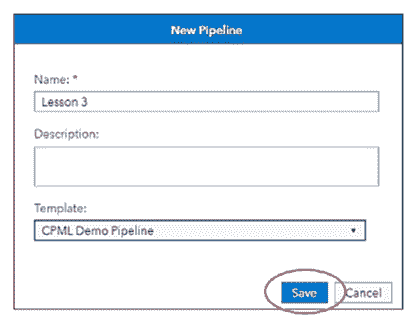 New Pipeline
Name: *
Lesson 3
Description:
Template:
CPML Demo Pipeline
Save Cancel